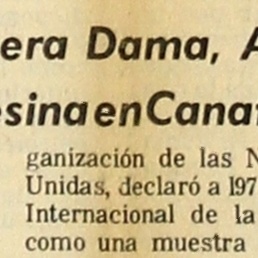 era Dama, A
esina en Cana
ganización de las N
Unidas, declaró a 197
Internacional de la
como una muestra